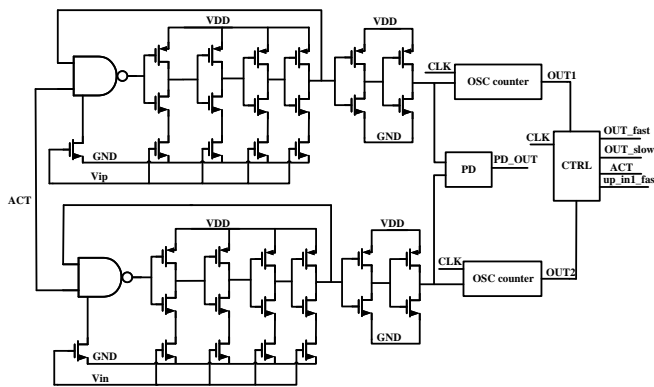 VDD
VDD
CLK
OSC counter
OUT1
GND
CLK
OUT_fast
OUT_slow
CTRL
ACT
up_in1_fas
GND
Vip
PD
PD_OUT
ACT
VDD
VDD
CLK
OSC counter
OUT2
GND
GND
Vin